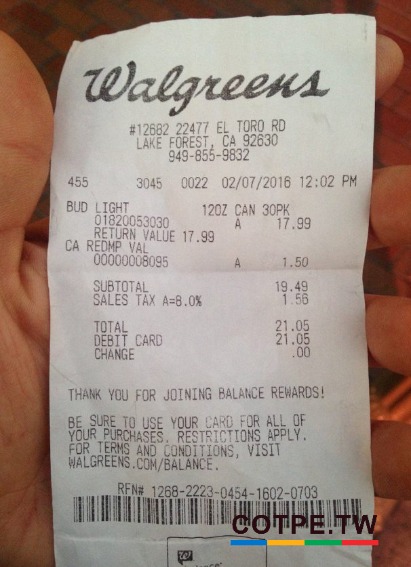 Walgreens
#12682 22477 EL TORO RD
LAKE FOREST, CA 92630
949-855-9832
455 3045 0022 02/07/2016 12:02 PM
BUD LIGHT 12OZ CAN 30PK
01820053030 A 17.99
RETURN VALUE 17.99
CA REDMP VAL
00000008095 A 1.50
SUBTOTAL 19.49
SALES TAX A=8.0% 1.56
TOTAL 21.05
DEBIT CARD 21.05
CHANGE .00
THANK YOU FOR JOINING BALANCE REWARDS!
BE SURE TO USE YOUR CARD FOR ALL OF
YOUR PURCHASES. RESTRICTIONS APPLY.
FOR TERMS AND CONDITIONS, VISIT
WALGREENS.COM/BALANCE.
RFN# 1268-2223-0454-1602-0703
COTPE.TW